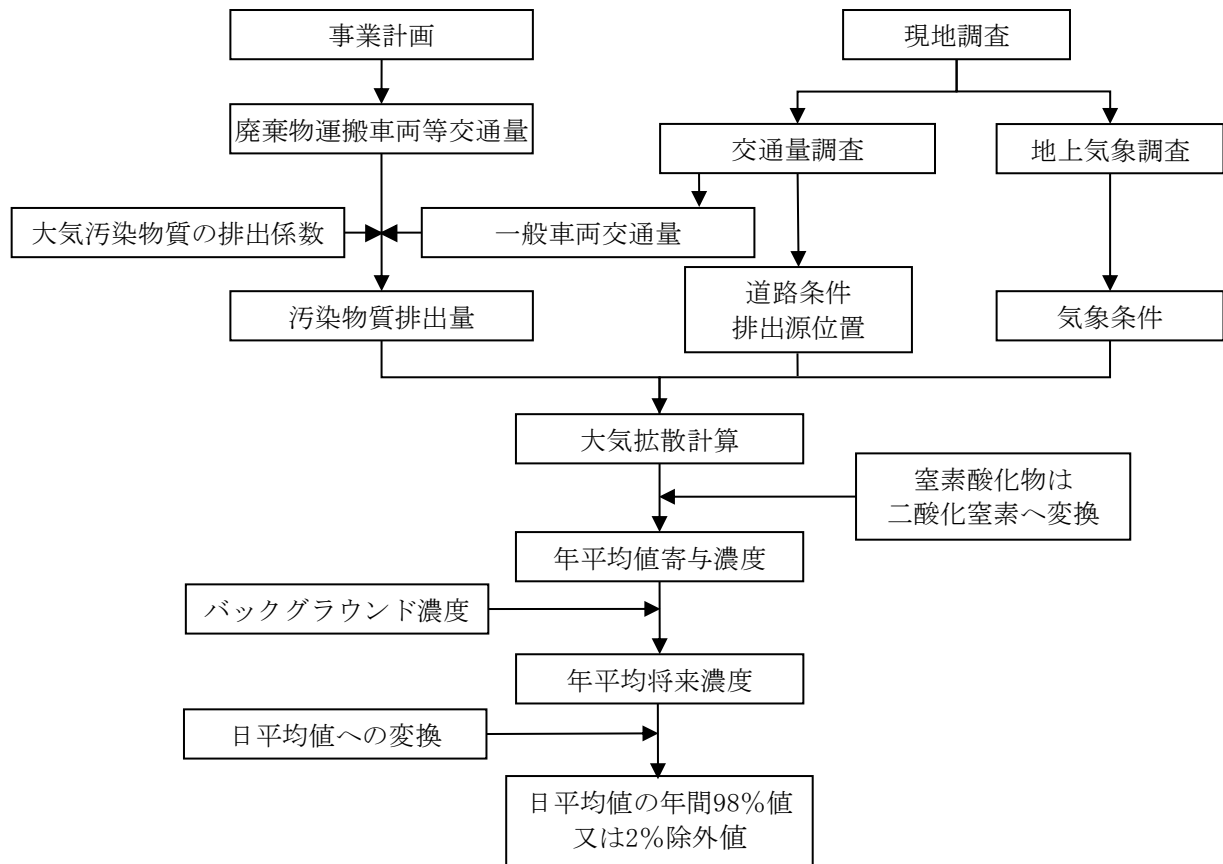 事業計画
現地調査
廃棄物運搬車両等交通量
交通量調査
地上気象調査
大気汚染物質の排出係数
一般車両交通量
汚染物質排出量
道路条件
排出源位置
気象条件
大気拡散計算
窒素酸化物は
二酸化窒素へ変換
年平均値寄与濃度
バックグラウンド濃度
年平均将来濃度
日平均値への変換
日平均値の年間98%値
又は2%除外値